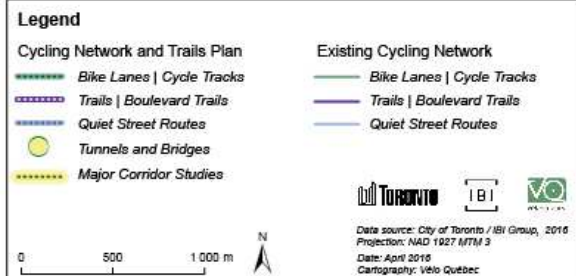 Legend
Cycling Network and Trails Plan
Bike Lanes | Cycle Tracks
Trails | Boulevard Trails
Quiet Street Routes
Tunnels and Bridges
Major Corridor Studies
Existing Cycling Network
Bike Lanes | Cycle Tracks
Trails | Boulevard Trails
Quiet Street Routes
TORONTO
IBI
VQ
Data source: City of Toronto / IBI Group, 2016
Projection: NAD 1927 MTM 3
Date: April 2016
Cartography: Vélo Québec
N
0 500 1 000 m